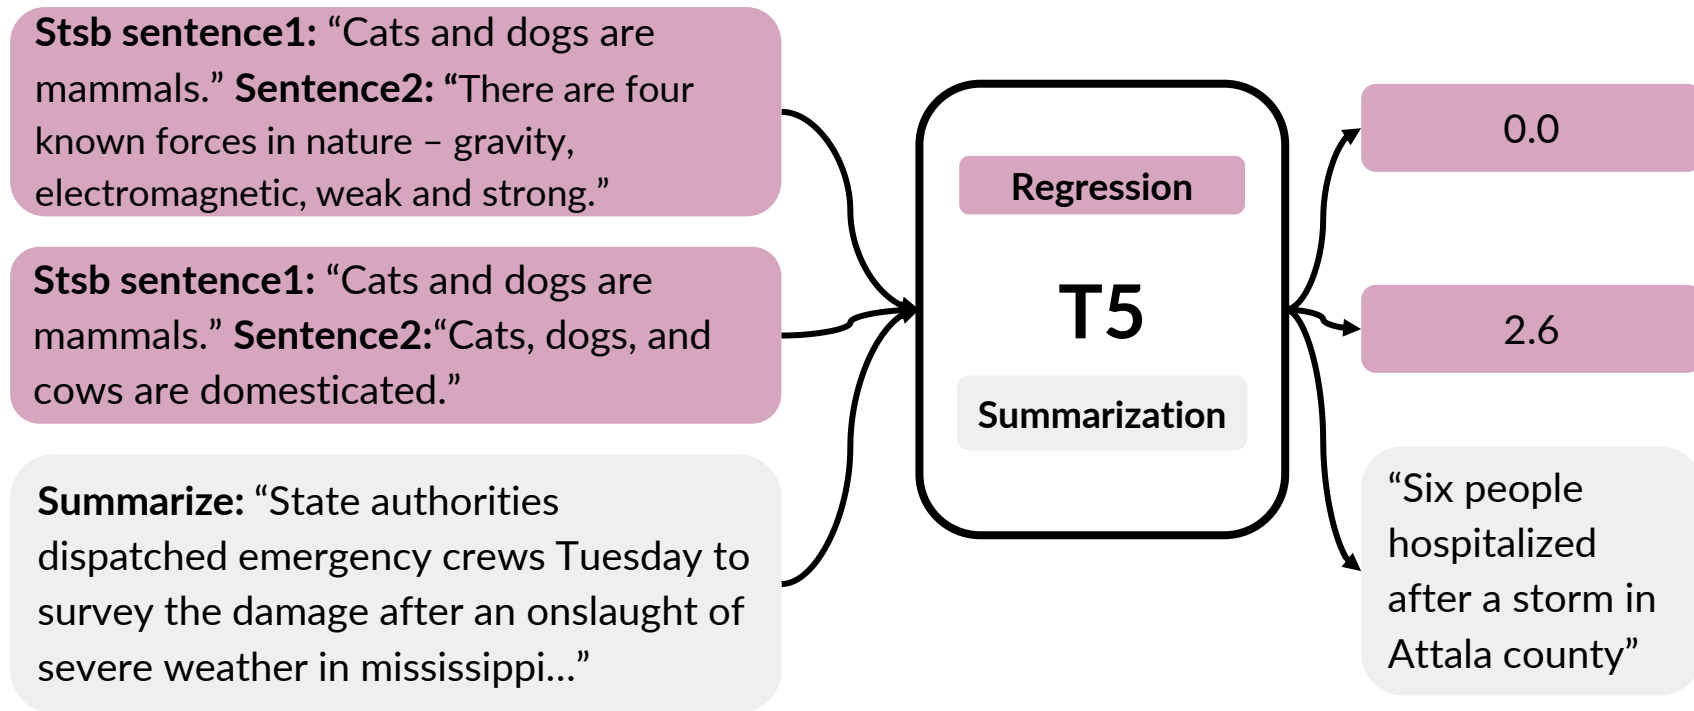 Stsb sentence1: “Cats and dogs are
mammals.” Sentence2: “There are four
known forces in nature – gravity,
electromagnetic, weak and strong.”
Stsb sentence1: “Cats and dogs are
mammals.” Sentence2:“Cats, dogs, and
cows are domesticated.”
Summarize: “State authorities
dispatched emergency crews Tuesday to
survey the damage after an onslaught of
severe weather in mississippi…”
Regression
T5
Summarization
0.0
2.6
“Six people
hospitalized
after a storm in
Attala county”